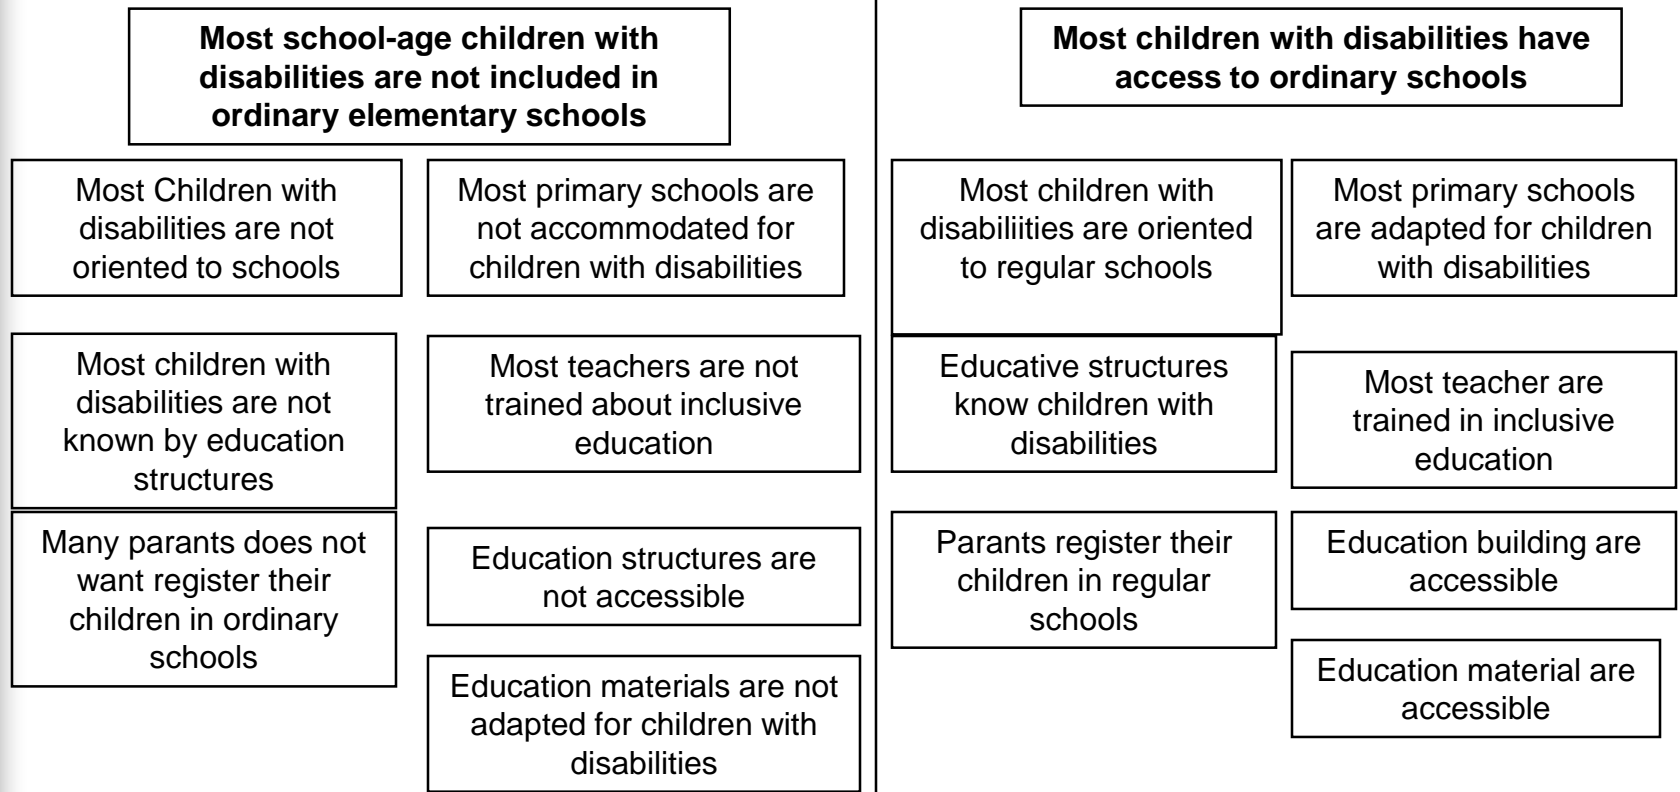 Most school-age children with
disabilities are not included in
ordinary elementary schools
Most Children with
disabilities are not
oriented to schools
Most primary schools are
not accommodated for
children with disabilities
Most children with
disabilities are not
known by education
structures
Most teachers are not
trained about inclusive
education
Many parants does not
want register their
children in ordinary
schools
Education structures are
not accessible
Education materials are not
adapted for children with
disabilities
Most children with disabilities have
access to ordinary schools
Most children with
disabiliities are oriented
to regular schools
Most primary schools
are adapted for children
with disabilities
Educative structures
know children with
disabilities
Most teacher are
trained in inclusive
education
Parants register their
children in regular
schools
Education building are
accessible
Education material are
accessible